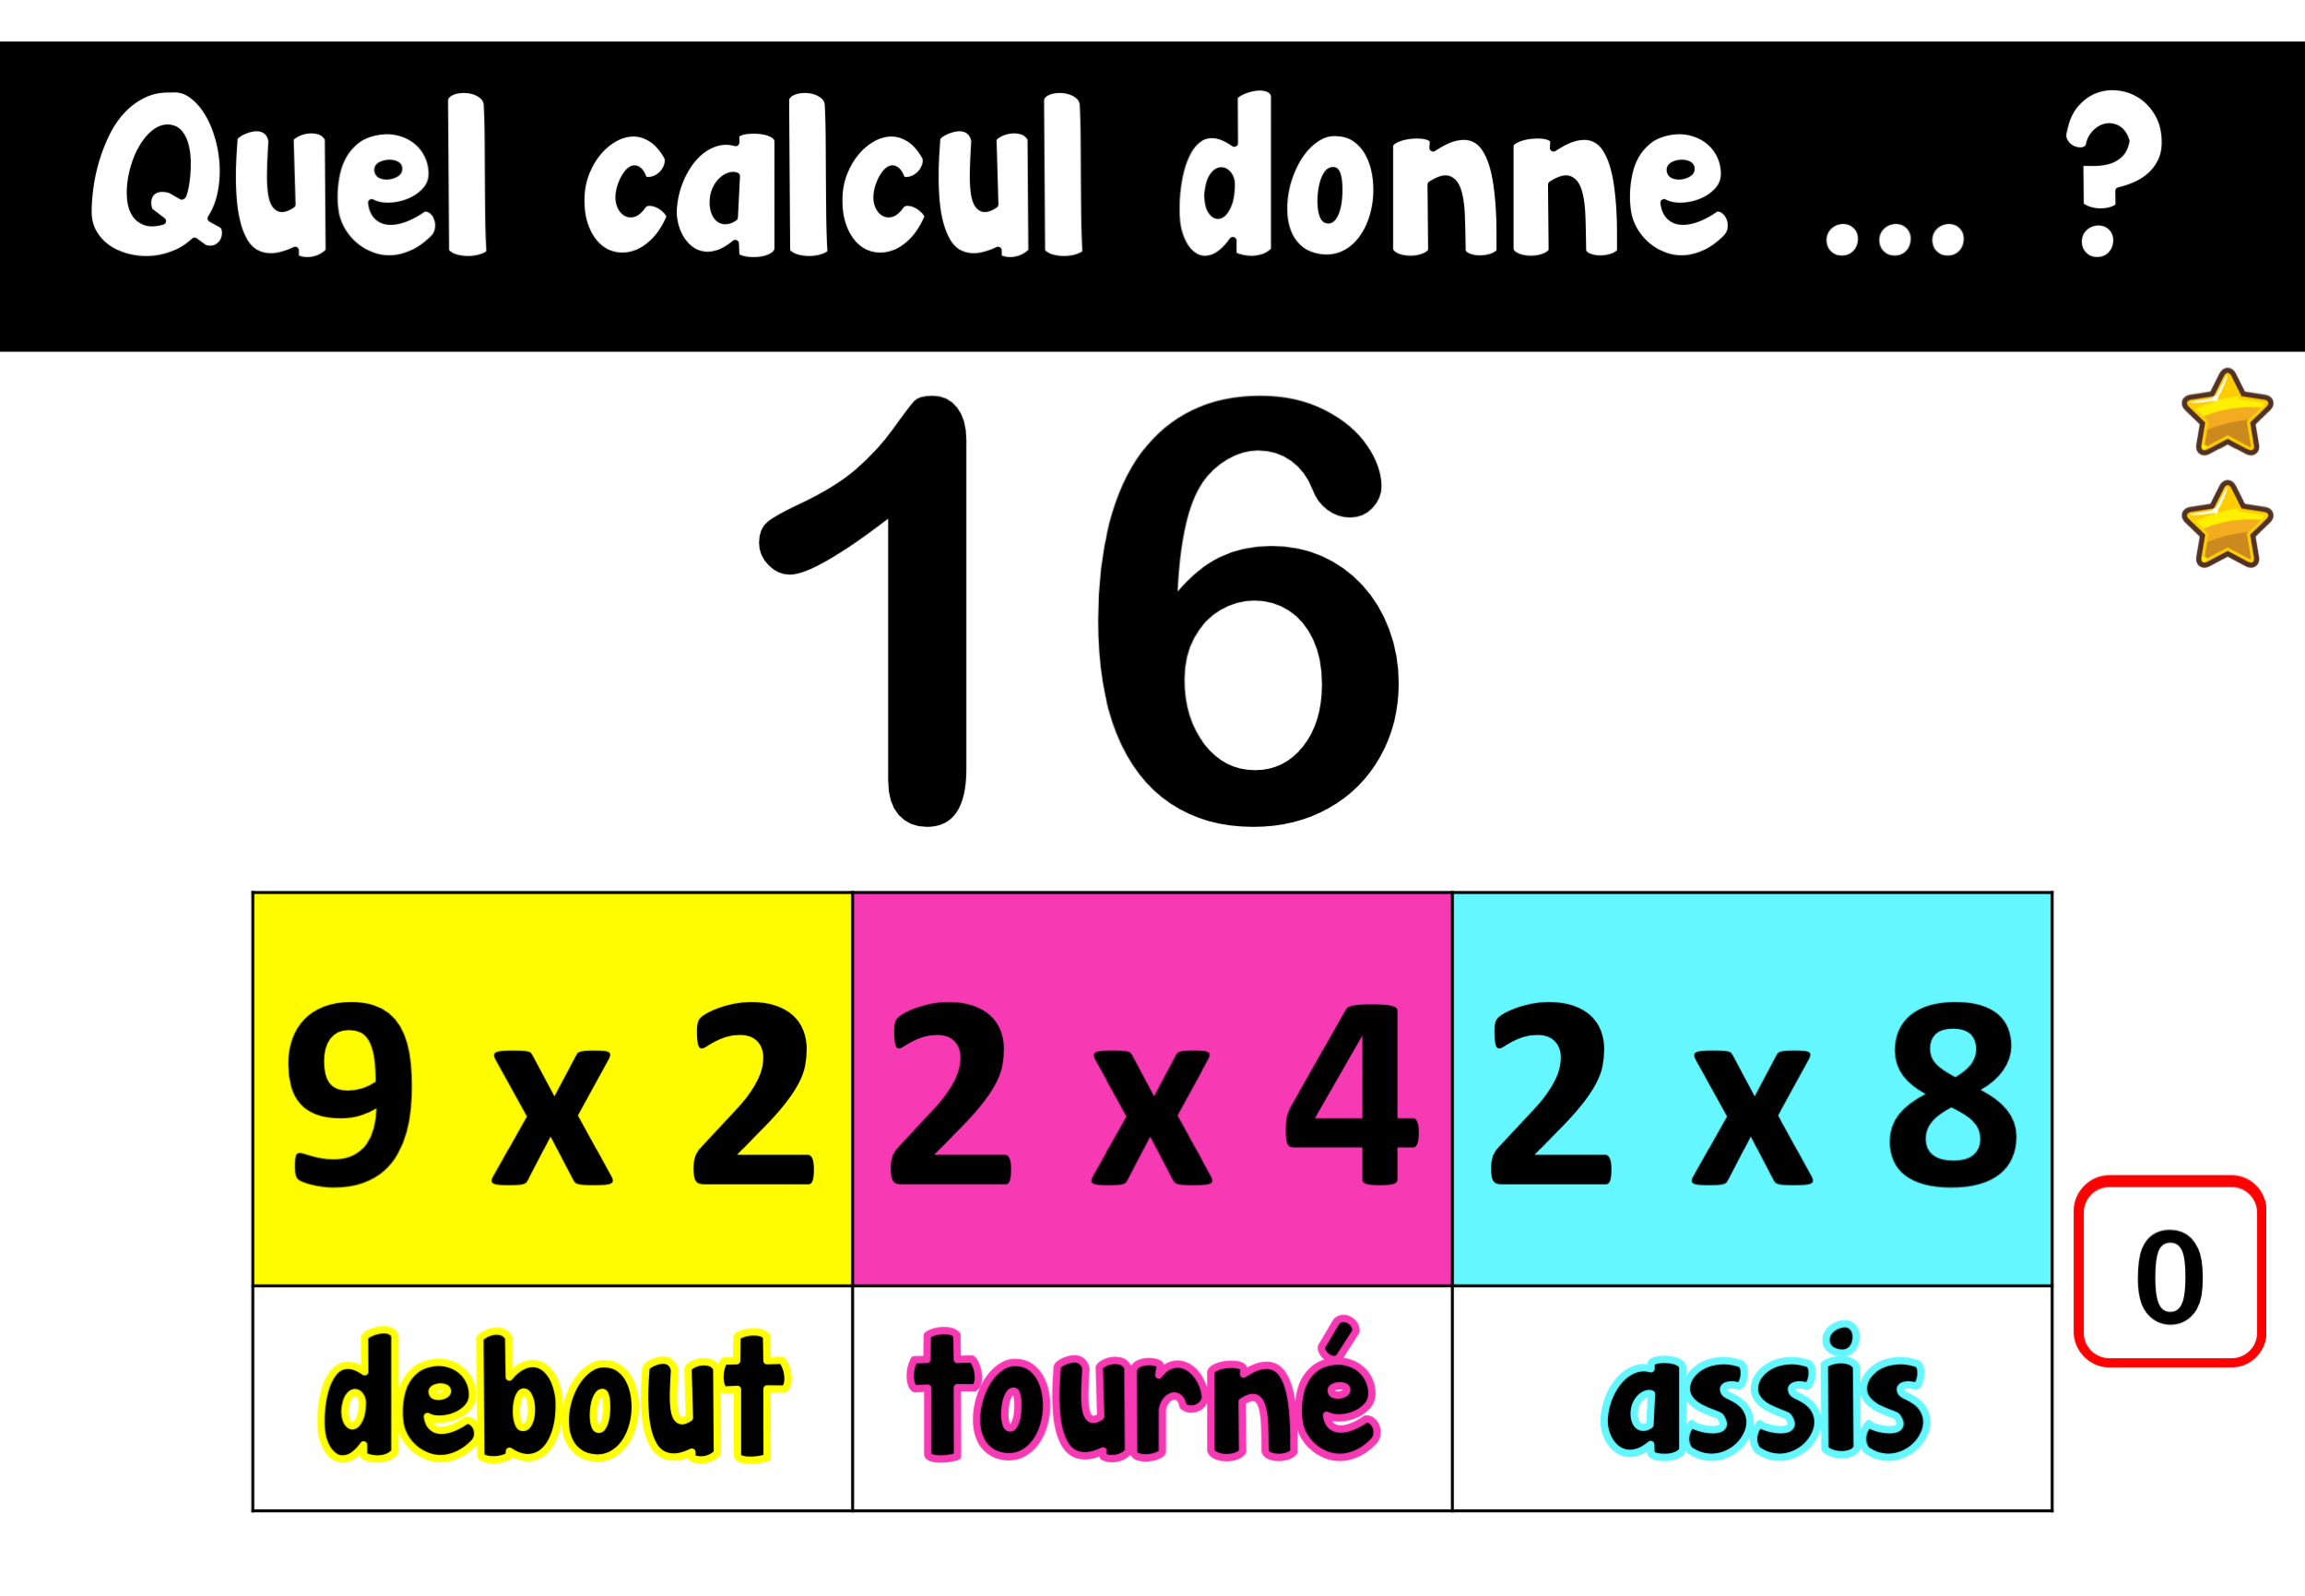 Quel calcul donne ... ?
16
9 x 2 2 x 4 2 x 8
0
debout tourné assis